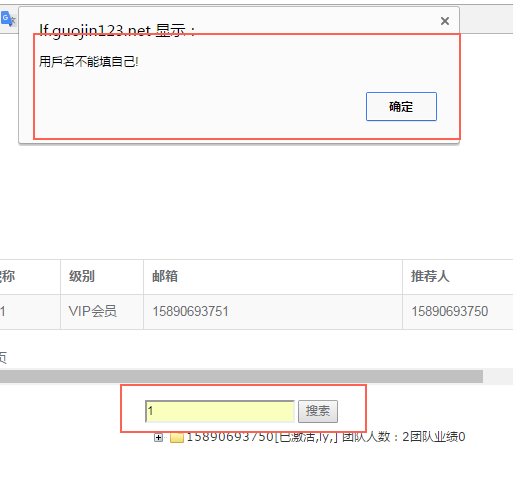 lf.guojin123.net 显示：
用戶名不能填自己!
确定
称 级别 邮箱 推荐人
1 VIP会员 15890693751 15890693750
页
1 搜索
15890693750[已激活,ly,] 团队人数：2团队业绩0